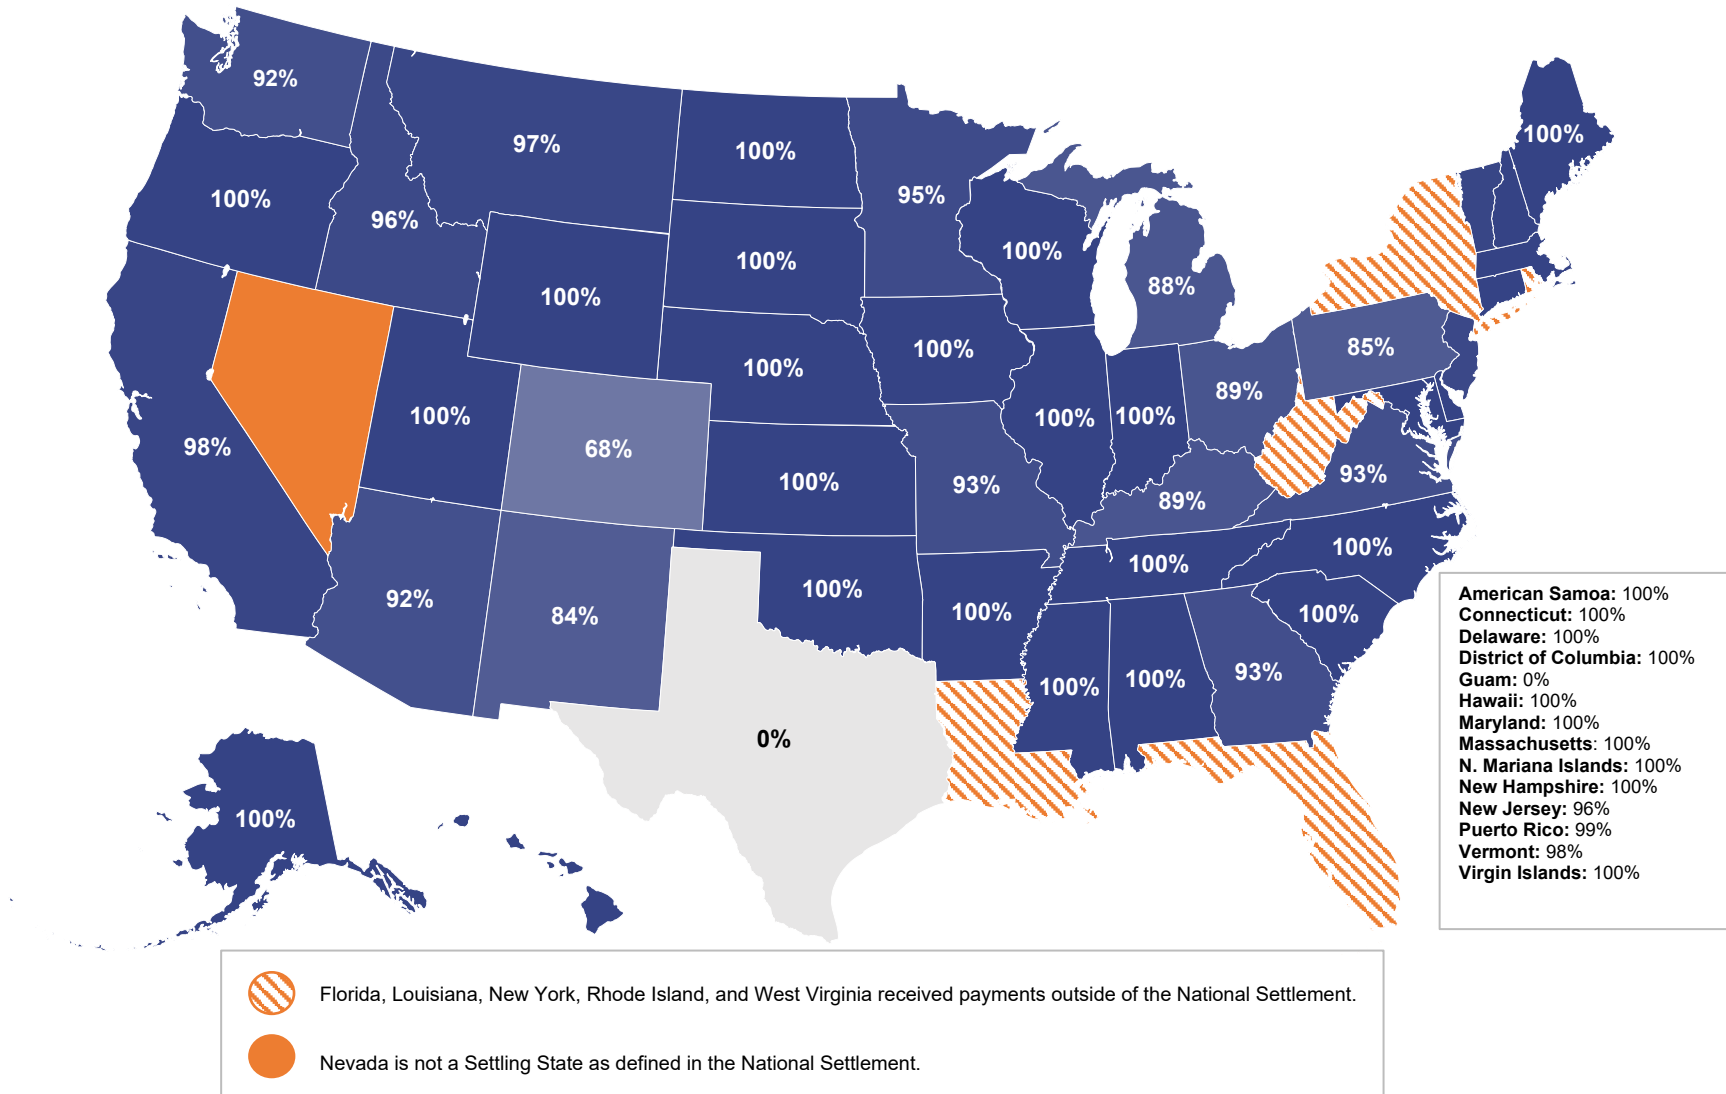 92%
97%
100%
100%
100%
95%
96%
100%
100%
100%
88%
100%
100%
85%
100%
89%
100%
100%
100%
98%
68%
93%
100%
93%
89%
100%
100%
92%
84%
100%
100%
100%
100%
100%
93%
0%
100%
American Samoa: 100%
Connecticut: 100%
Delaware: 100%
District of Columbia: 100%
Guam: 0%
Hawaii: 100%
Maryland: 100%
Massachusetts: 100%
N. Mariana Islands: 100%
New Hampshire: 100%
New Jersey: 96%
Puerto Rico: 99%
Vermont: 98%
Virgin Islands: 100%
Florida, Louisiana, New York, Rhode Island, and West Virginia received payments outside of the National Settlement.
Nevada is not a Settling State as defined in the National Settlement.